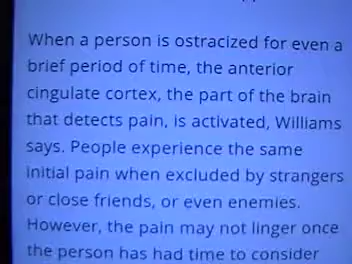 When a person is ostracized for even a
brief period of time, the anterior
cingulate cortex, the part of the brain
that detects pain, is activated, Williams
says. People experience the same
initial pain when excluded by strangers
or close friends, or even enemies.
However, the pain may not linger once
the person has had time to consider